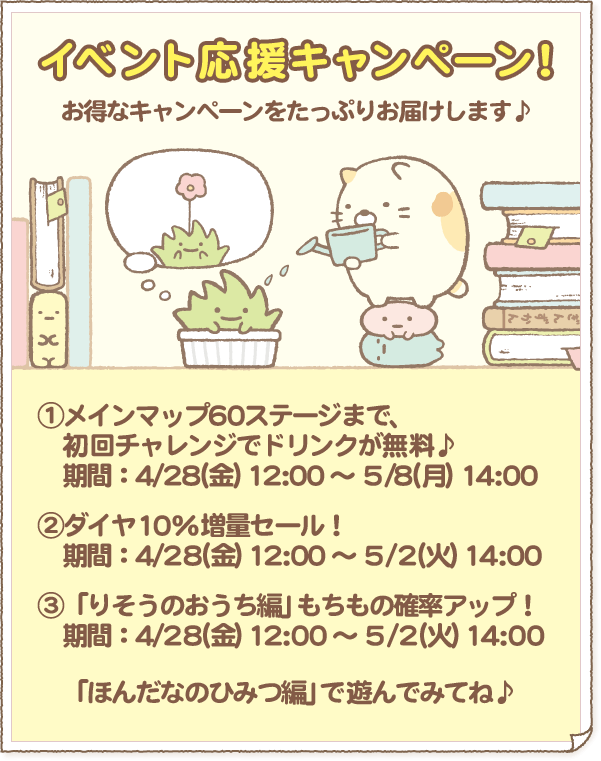 イベント応援キャンペーン!
お得なキャンペーンをたっぷりお届けします♪
ずかん
①メインマップ60ステージまで、
初回チャレンジでドリンクが無料♪
期間：4/28(金) 12:00 ～ 5/8(月) 14:00
②ダイヤ10%増量セール！
期間：4/28(金) 12:00 ～ 5/2(火) 14:00
③「りそうのおうち編」もちもの確率アップ！
期間：4/28(金) 12:00 ～ 5/2(火) 14:00
「ほんだなのひみつ編」で遊んでみてね♪